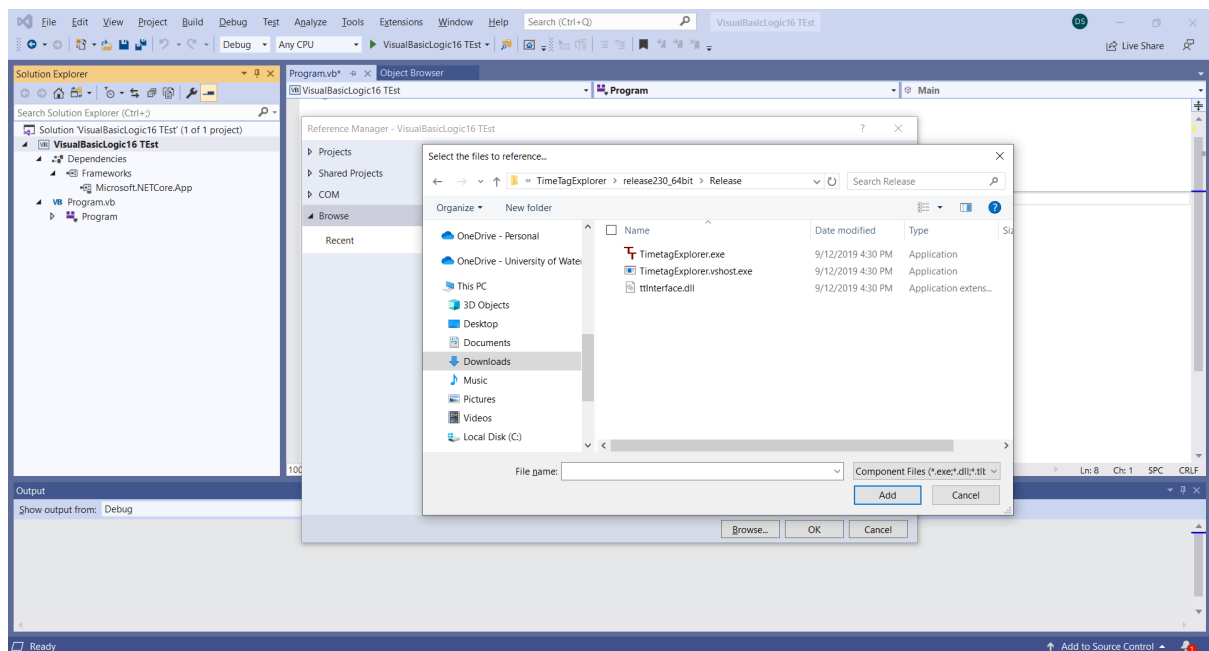 File Edit View Project Build Debug Test Analyze Tools Extensions Window Help Search (Ctrl+Q) VisualBasicLogic16 TEst DS
Debug Any CPU VisualBasicLogic16 TEst Live Share
Solution Explorer
Search Solution Explorer (Ctrl+;)
Solution 'VisualBasicLogic16 TEst' (1 of 1 project)
VB VisualBasicLogic16 TEst
Dependencies
Frameworks
Microsoft.NETCore.App
VB Program.vb
Program
Program.vb* Object Browser
VB VisualBasicLogic16 TEst Program Main
Reference Manager - VisualBasicLogic16 TEst ?
Projects
Shared Projects
COM
Browse
Recent
Select the files to reference...
« TimeTagExplorer > release230_64bit > Release Search Release
Organize New folder ?
OneDrive - Personal
OneDrive - University of Water
This PC
3D Objects
Desktop
Documents
Downloads
Music
Pictures
Videos
Local Disk (C:)
Name Date modified Type Siz
TimetagExplorer.exe 9/12/2019 4:30 PM Application
TimetagExplorer.vshost.exe 9/12/2019 4:30 PM Application
ttInterface.dll 9/12/2019 4:30 PM Application extens...
File name: Component Files (*.exe;*.dll;*.tlb
Add Cancel
Browse... OK Cancel
100
Ln: 8 Ch: 1 SPC CRLF
Output
Show output from: Debug
Ready Add to Source Control 1